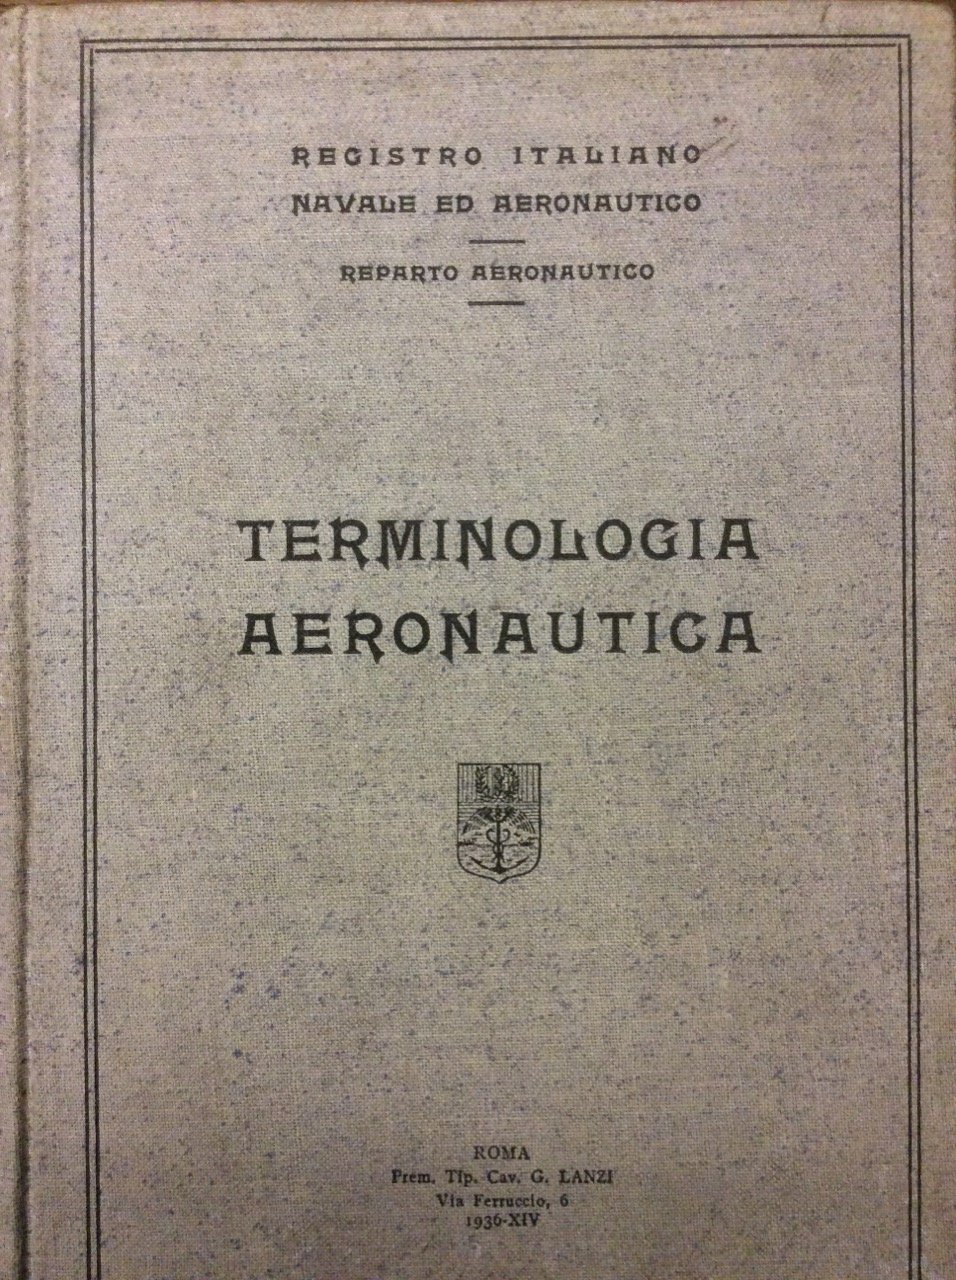 REGISTRO ITALIANO
NAVALE ED AERONAUTICO
REPARTO AERONAUTICO
TERMINOLOGIA
AERONAUTICA
ROMA
Prem. Tip. Cav. G. LANZI
Via Ferruccio, 6
1936-XIV